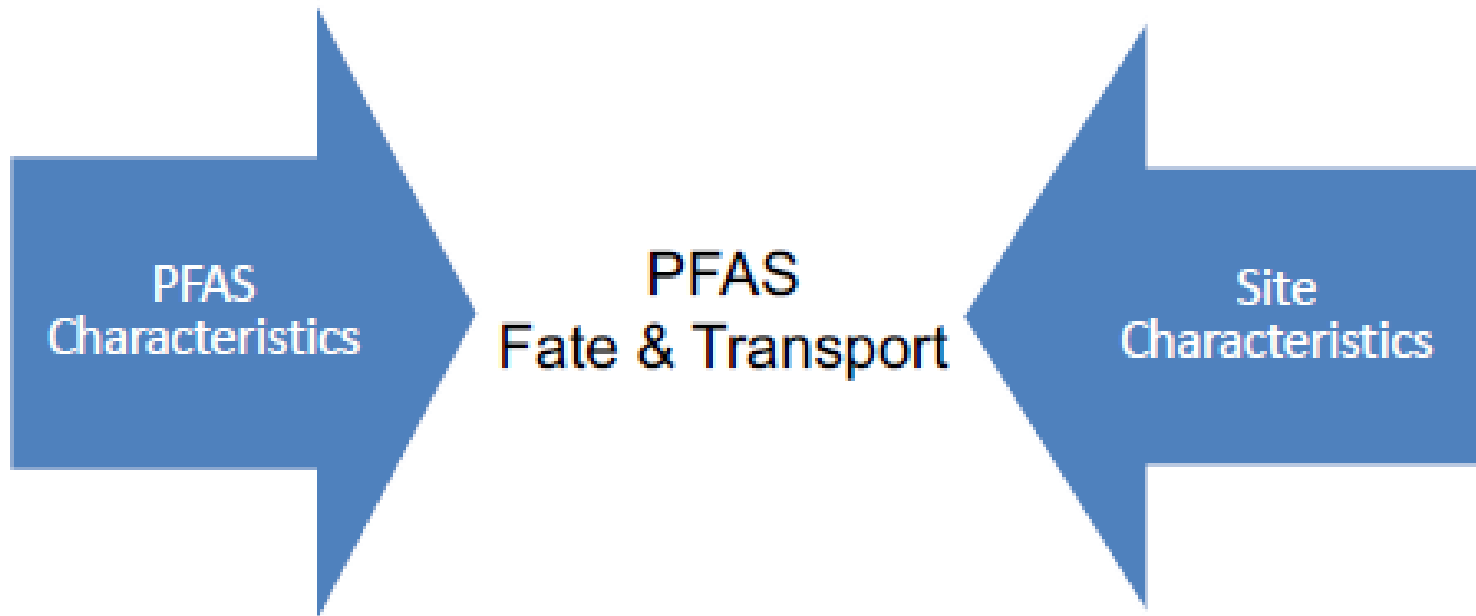 PFAS
Characteristics
PFAS
Fate & Transport
Site
Characteristics